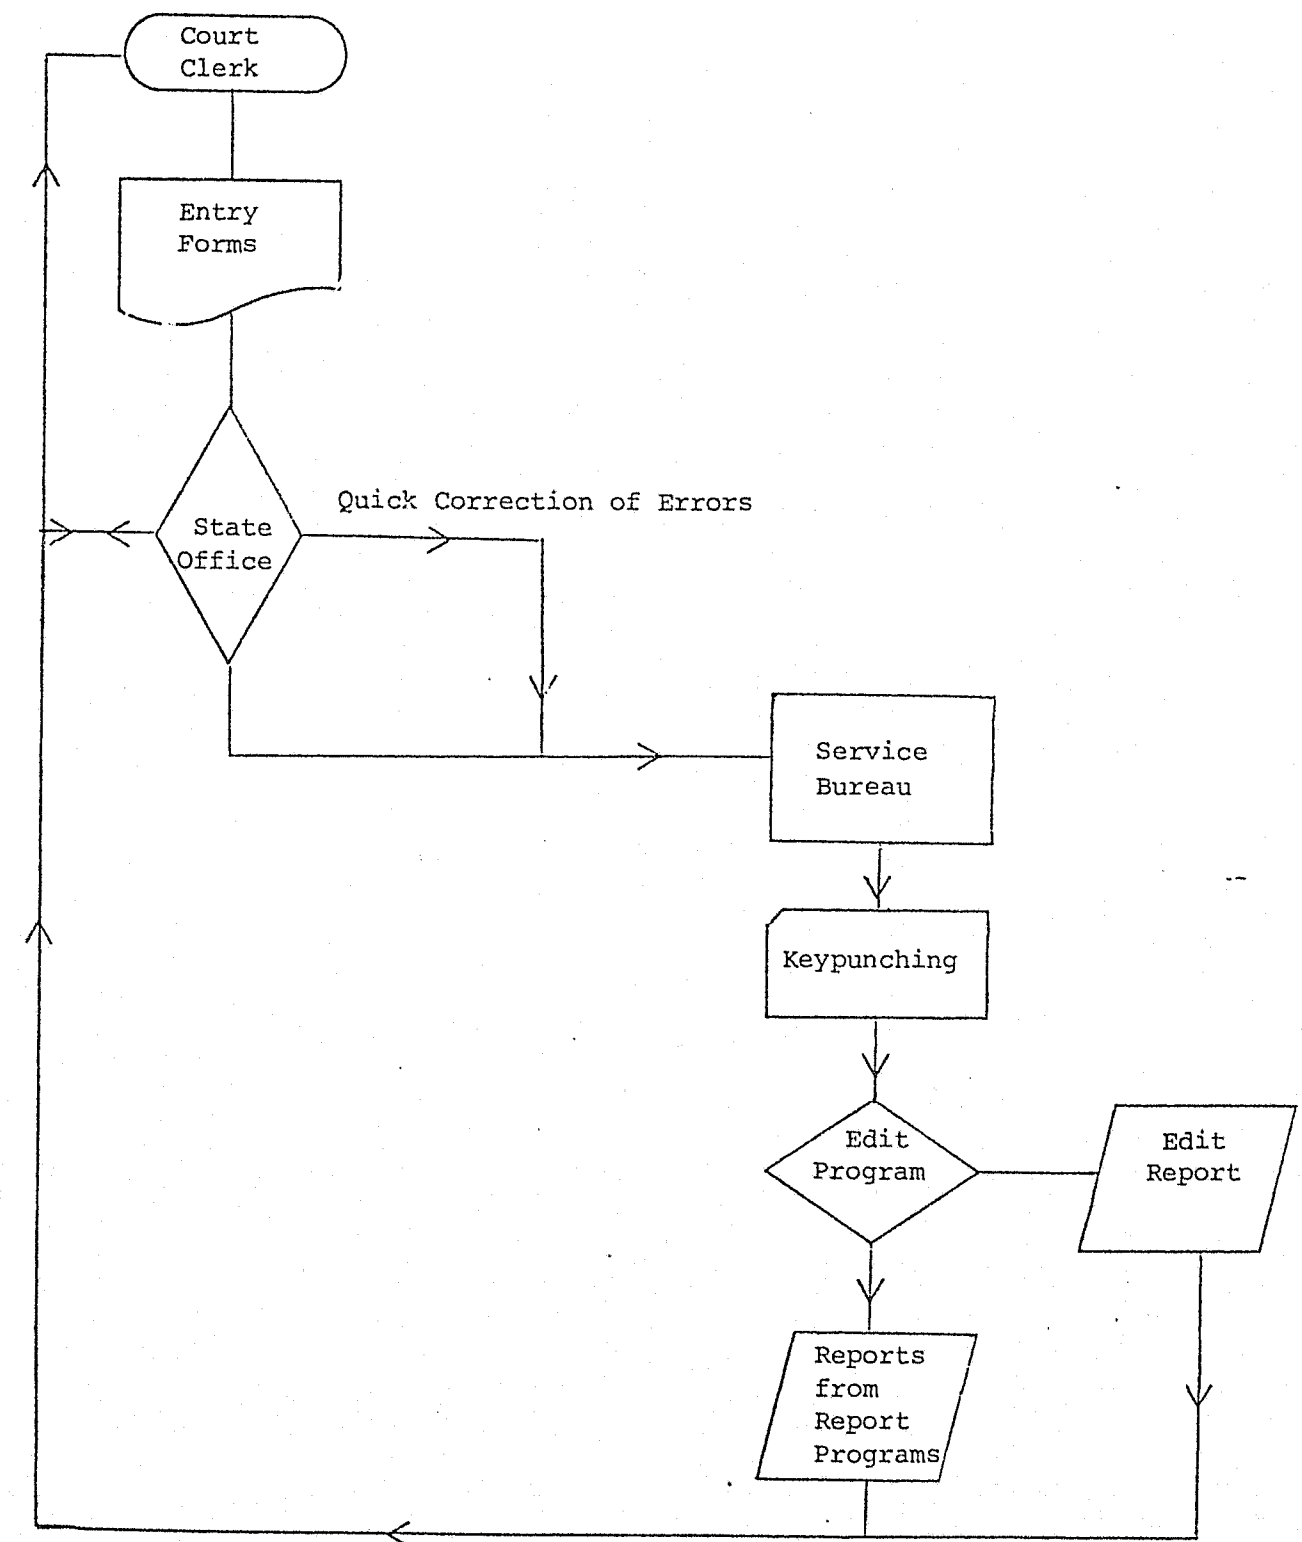 Court
Clerk
Entry
Forms
Quick Correction of Errors
State
Office
Service
Bureau
Keypunching
Edit
Program
Edit
Report
Reports
from
Report
Programs